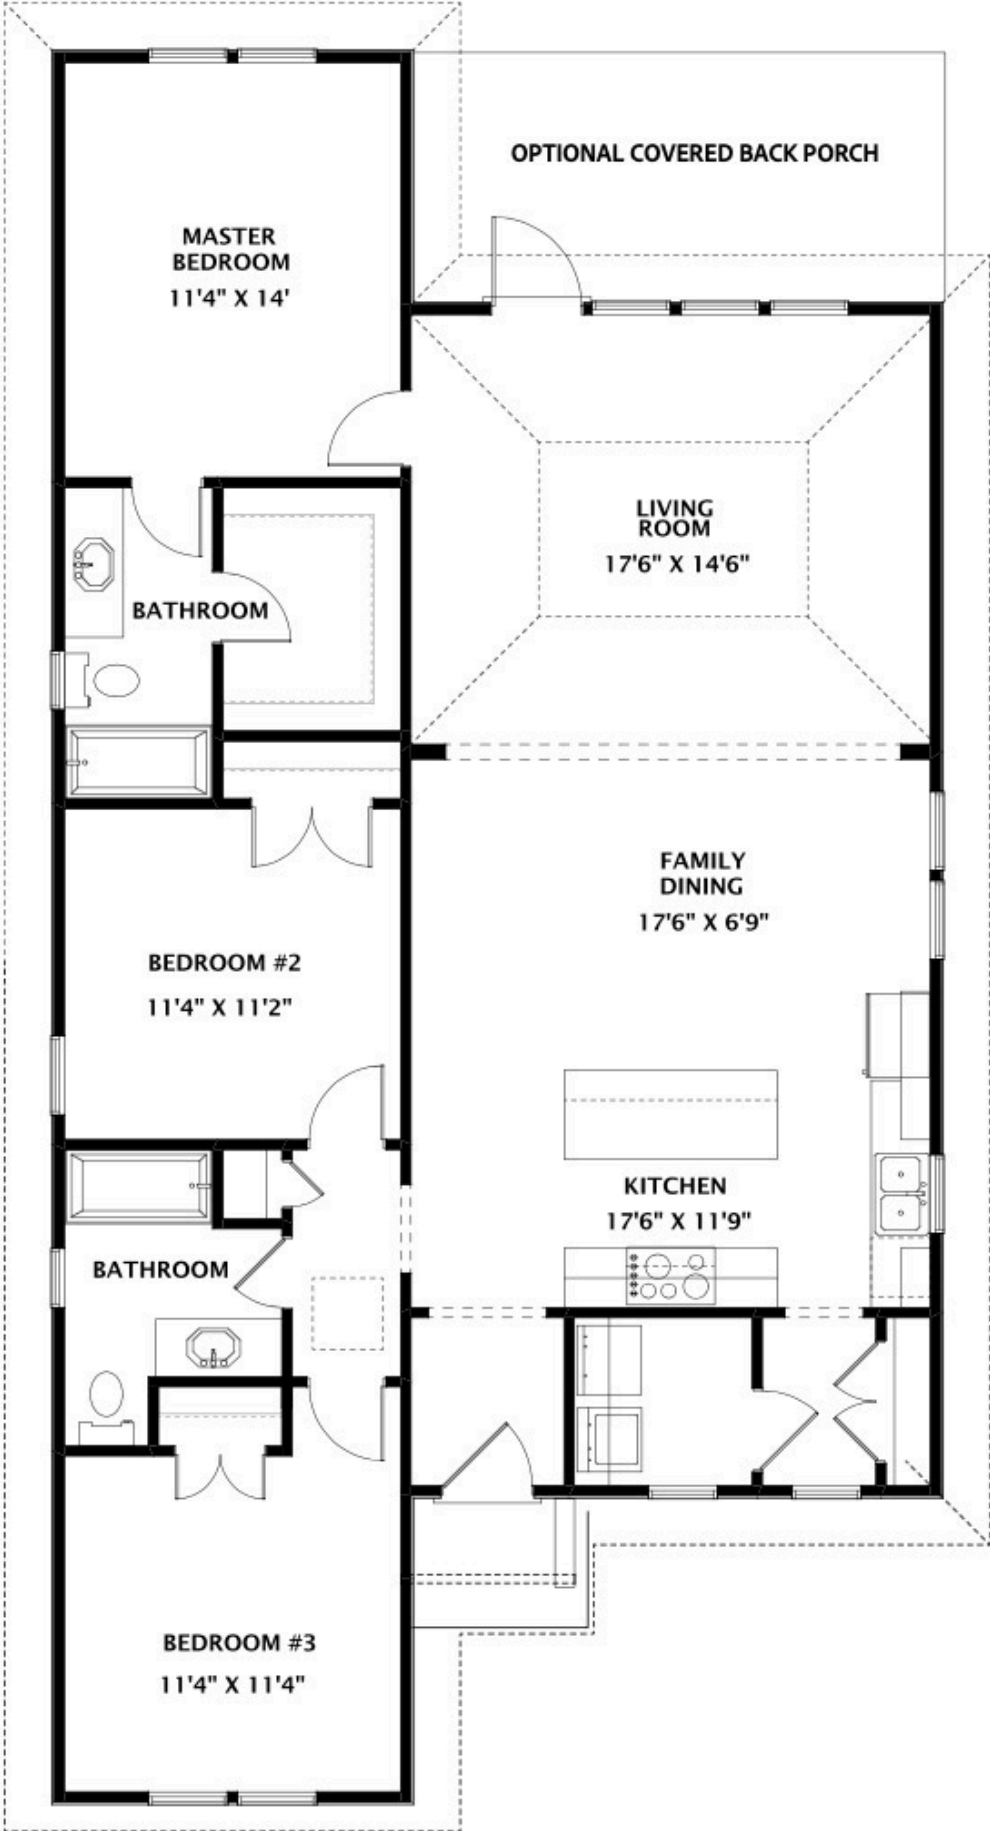 OPTIONAL COVERED BACK PORCH
MASTER
BEDROOM
11'4" X 14'
LIVING
ROOM
17'6" X 14'6"
BATHROOM
FAMILY
DINING
17'6" X 6'9"
BEDROOM #2
11'4" X 11'2"
KITCHEN
17'6" X 11'9"
BATHROOM
BEDROOM #3
11'4" X 11'4"